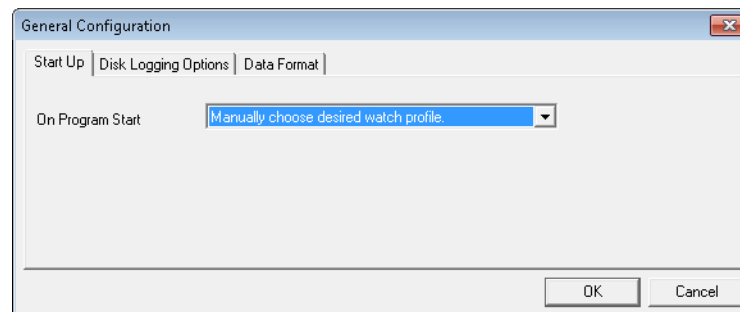 General Configuration
Start Up Disk Logging Options Data Format
On Program Start Manually choose desired watch profile.
OK Cancel